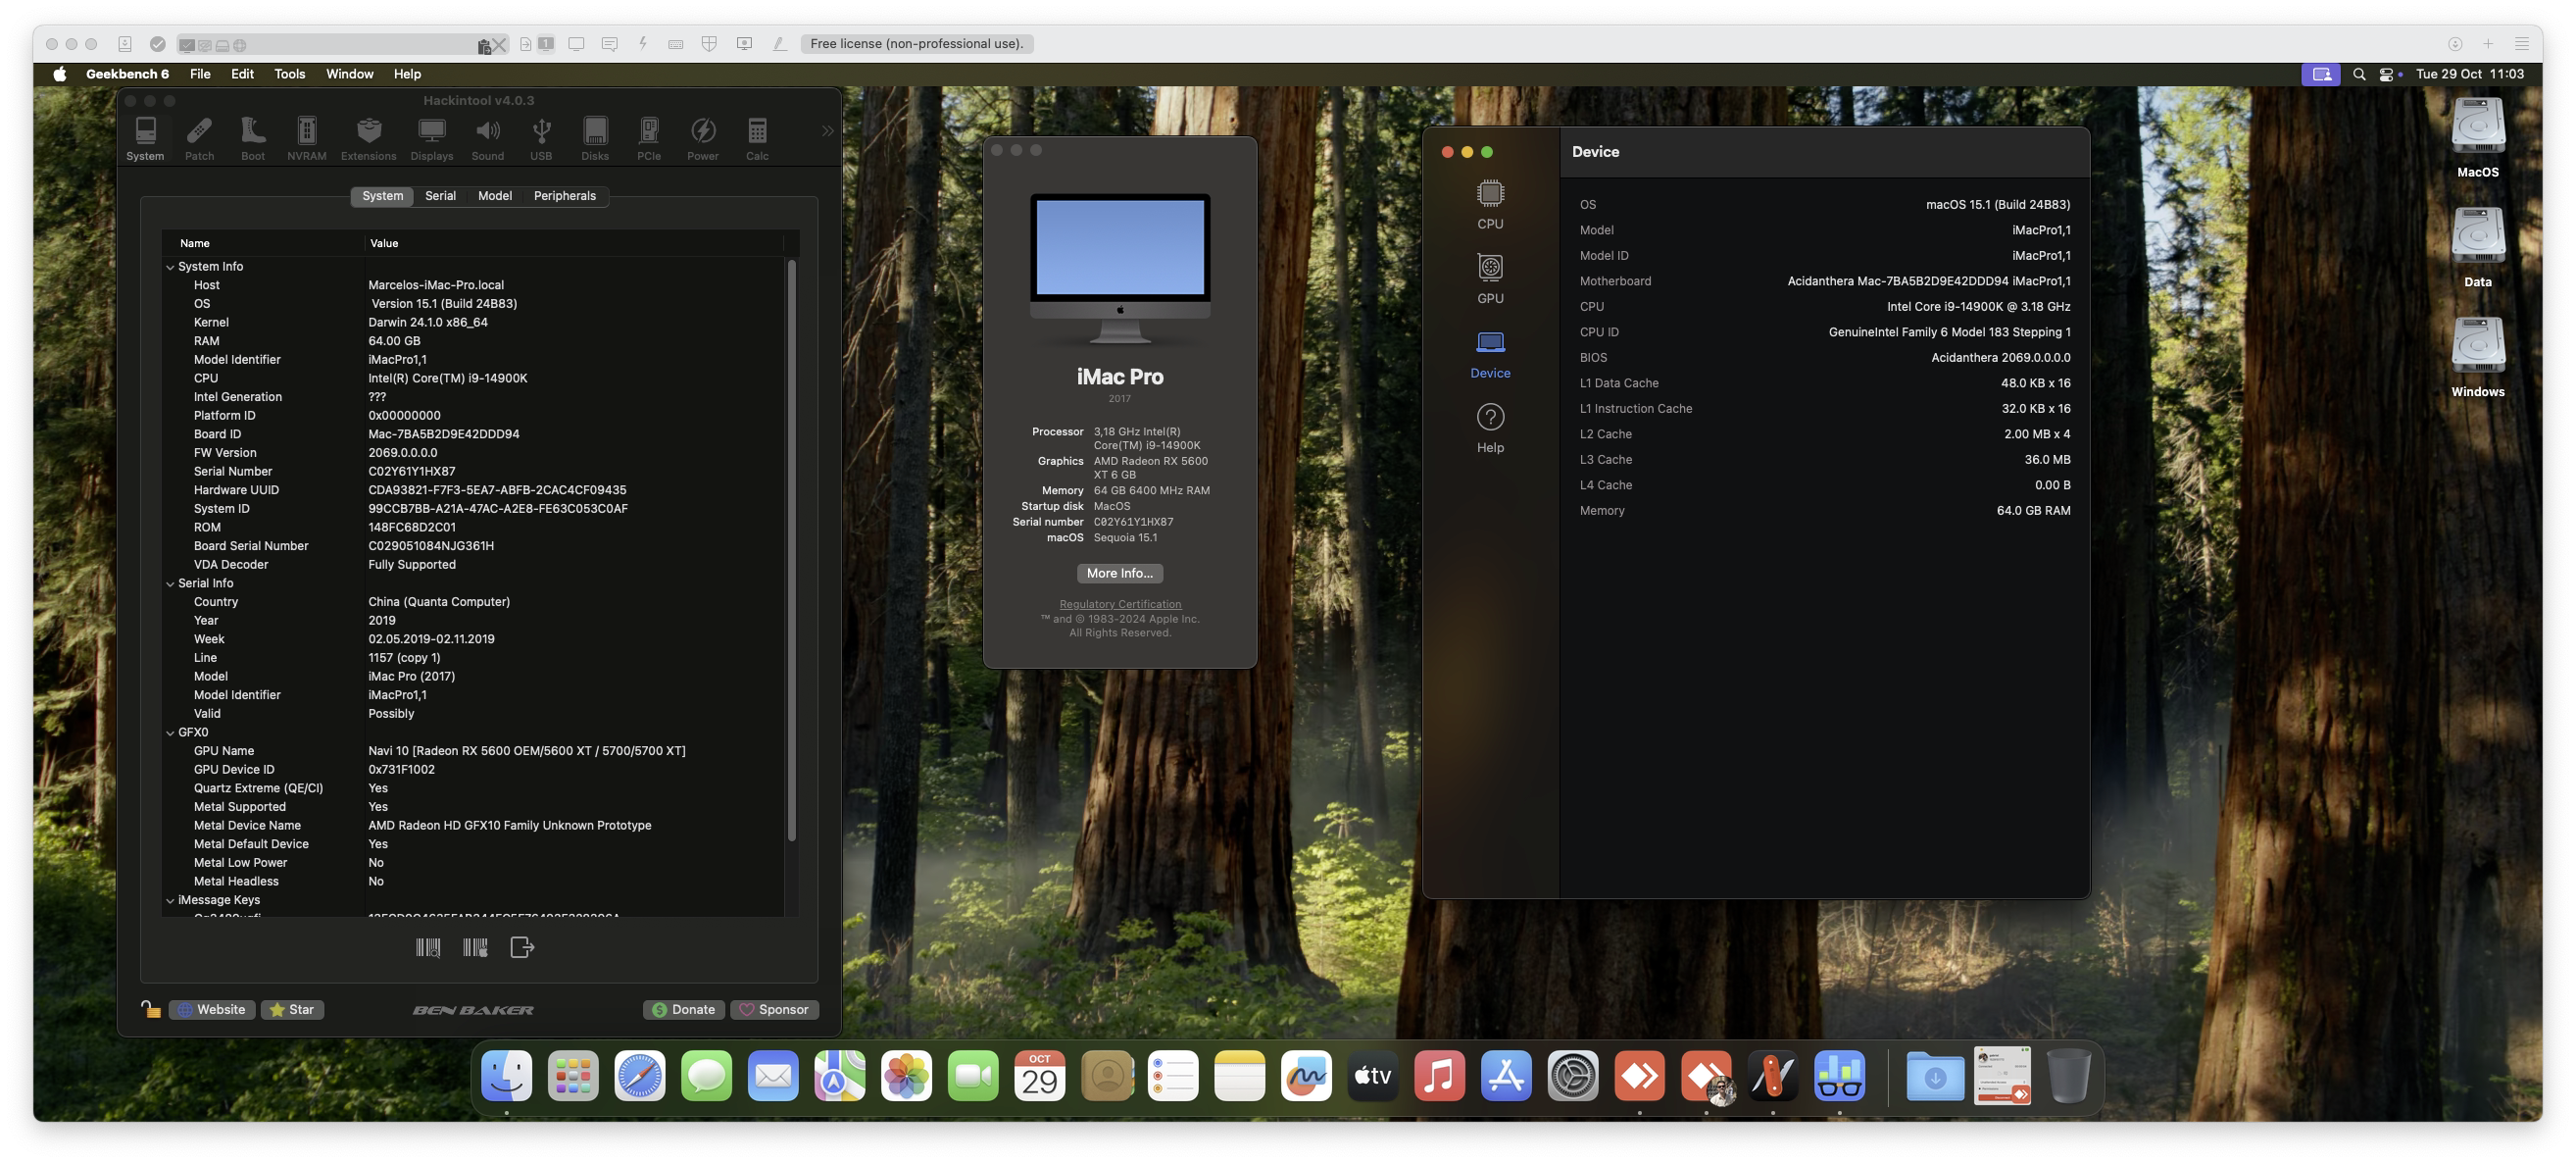 Free license (non-professional use).
Geekbench 6 File Edit Tools Window Help
Tue 29 Oct 11:03
Hackintool v4.0.3
System Patch Boot NVRAM Extensions Displays Sound USB Disks PCIe Power Calc
System Serial Model Peripherals
Name Value
System Info
Host Marcelos-iMac-Pro.local
OS Version 15.1 (Build 24B83)
Kernel Darwin 24.1.0 x86_64
RAM 64.00 GB
Model Identifier iMacPro1,1
CPU Intel(R) Core(TM) i9-14900K
Intel Generation ???
Platform ID 0x00000000
Board ID Mac-7BA5B2D9E42DDD94
FW Version 2069.0.0.0.0
Serial Number C02Y61Y1HX87
Hardware UUID CDA93821-F7F3-5EA7-ABFB-2CAC4CF09435
System ID 99CCB7BB-A21A-47AC-A2E8-FE63C053C0AF
ROM 148FC68D2C01
Board Serial Number C029051084NJG361H
VDA Decoder Fully Supported
Serial Info
Country China (Quanta Computer)
Year 2019
Week 02.05.2019-02.11.2019
Line 1157 (copy 1)
Model iMac Pro (2017)
Model Identifier iMacPro1,1
Valid Possibly
GFX0
GPU Name Navi 10 [Radeon RX 5600 OEM/5600 XT / 5700/5700 XT]
GPU Device ID 0x731F1002
Quartz Extreme (QE/CI) Yes
Metal Supported Yes
Metal Device Name AMD Radeon HD GFX10 Family Unknown Prototype
Metal Default Device Yes
Metal Low Power No
Metal Headless No
iMessage Keys
Website Star BEN BAKER Donate Sponsor
iMac Pro
2017
Processor 3,18 GHz Intel(R)
Core(TM) i9-14900K
Graphics AMD Radeon RX 5600
XT 6 GB
Memory 64 GB 6400 MHz RAM
Startup disk MacOS
Serial number C02Y61Y1HX87
macOS Sequoia 15.1
More Info...
Regulatory Certification
™ and © 1983-2024 Apple Inc.
All Rights Reserved.
CPU
GPU
Device
Help
Device
OS macOS 15.1 (Build 24B83)
Model iMacPro1,1
Model ID iMacPro1,1
Motherboard Acidanthera Mac-7BA5B2D9E42DDD94 iMacPro1,1
CPU Intel Core i9-14900K @ 3.18 GHz
CPU ID GenuineIntel Family 6 Model 183 Stepping 1
BIOS Acidanthera 2069.0.0.0.0
L1 Data Cache 48.0 KB x 16
L1 Instruction Cache 32.0 KB x 16
L2 Cache 2.00 MB x 4
L3 Cache 36.0 MB
L4 Cache 0.00 B
Memory 64.0 GB RAM
MacOS
Data
Windows
OCT
29
tv